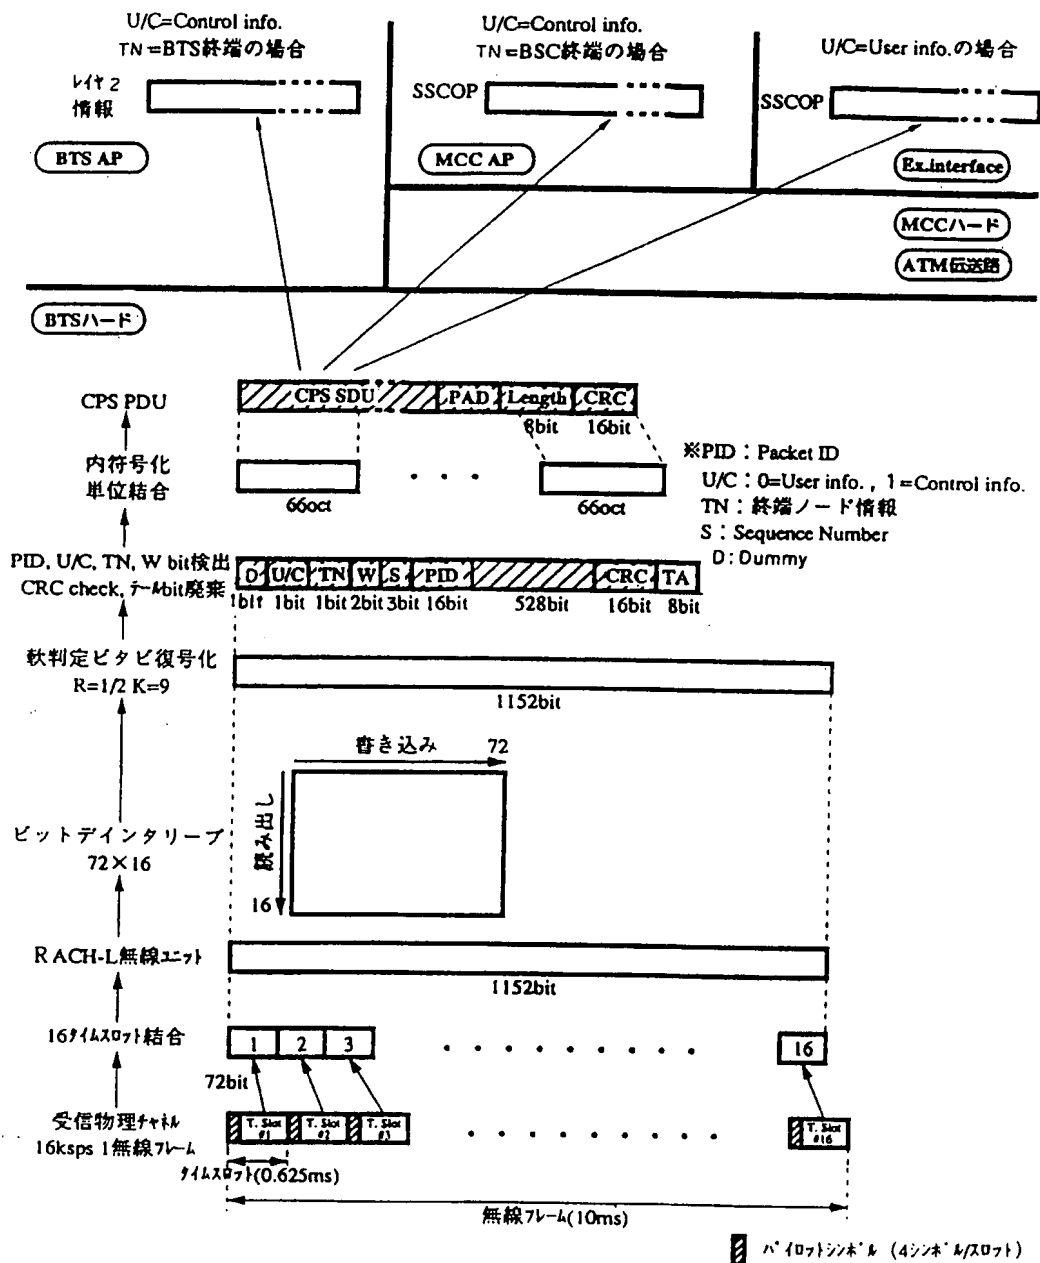 U/C=Control info.
TN=BTS終端の場合
U/C=Control info.
TN=BSC終端の場合
U/C=User info.の場合
レイヤ2
情報
SSCOP
SSCOP
BTS AP
MCC AP
Ex.interface
MCCハード
ATM伝送路
BTSハード
CPS PDU
CPS SDU
PAD
Length
CRC
8bit
16bit
内符号化
単位結合
66oct
・・・
66oct
※PID：Packet ID
U/C：0=User info. , 1=Control info.
TN：終端ノード情報
S：Sequence Number
D：Dummy
PID, U/C, TN, W bit検出
CRC check, テールbit廃棄
D
U/C
TN
W
S
PID
CRC
TA
1bit
1bit
1bit
2bit
3bit
16bit
528bit
16bit
8bit
軟判定ビタビ復号化
R=1/2 K=9
1152bit
書き込み
72
読み出し
16
ビットデインタリーブ
72×16
RACH-L無線ユニット
1152bit
16タイムスロット結合
1
2
3
・・・・・・・・・
16
72bit
受信物理チャネル
16ksps 1無線フレーム
T. Slot #1
T. Slot #2
T. Slot #3
・・・・・・・・・
T. Slot #16
タイムスロット(0.625ms)
無線フレーム(10ms)
パイロットシンボル (4シンボル/スロット)